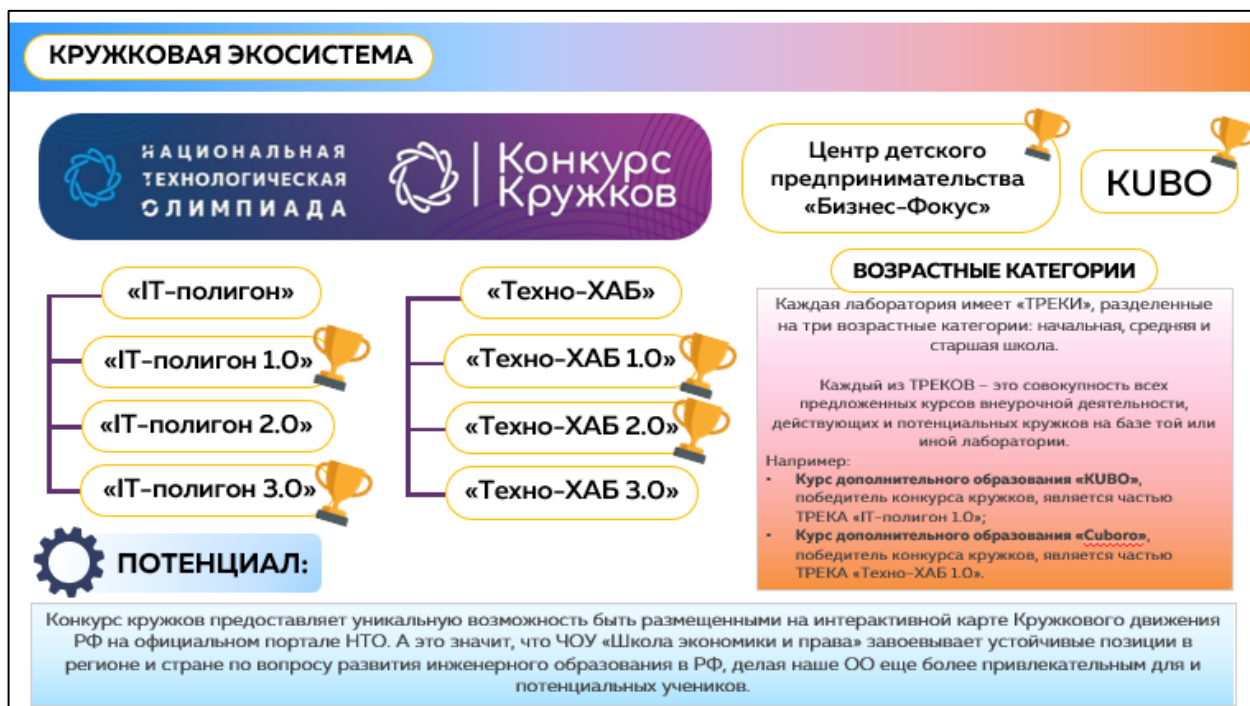 КРУЖКОВАЯ ЭКОСИСТЕМА
НАЦИОНАЛЬНАЯ
ТЕХНОЛОГИЧЕСКАЯ
ОЛИМПИАДА
Конкурс
Кружков
Центр детского
предпринимательства
«Бизнес-Фокус»
KUBO
«IT-полигон»
«IT-полигон 1.0»
«IT-полигон 2.0»
«IT-полигон 3.0»
«Техно-ХАБ»
«Техно-ХАБ 1.0»
«Техно-ХАБ 2.0»
«Техно-ХАБ 3.0»
ВОЗРАСТНЫЕ КАТЕГОРИИ
Каждая лаборатория имеет «ТРЕКИ», разделенные
на три возрастные категории: начальная, средняя и
старшая школа.
Каждый из ТРЕКОВ – это совокупность всех
предложенных курсов внеурочной деятельности,
действующих и потенциальных кружков на базе той или
иной лаборатории.
Например:
• Курс дополнительного образования «KUBO»,
победитель конкурса кружков, является частью
ТРЕКА «IT-полигон 1.0»;
• Курс дополнительного образования «Cuboro»,
победитель конкурса кружков, является частью
ТРЕКА «Техно-ХАБ 1.0».
ПОТЕНЦИАЛ:
Конкурс кружков предоставляет уникальную возможность быть размещенными на интерактивной карте Кружкового движения
РФ на официальном портале НТО. А это значит, что ЧОУ «Школа экономики и права» завоевывает устойчивые позиции в
регионе и стране по вопросу развития инженерного образования в РФ, делая наше ОО еще более привлекательным для и
потенциальных учеников.